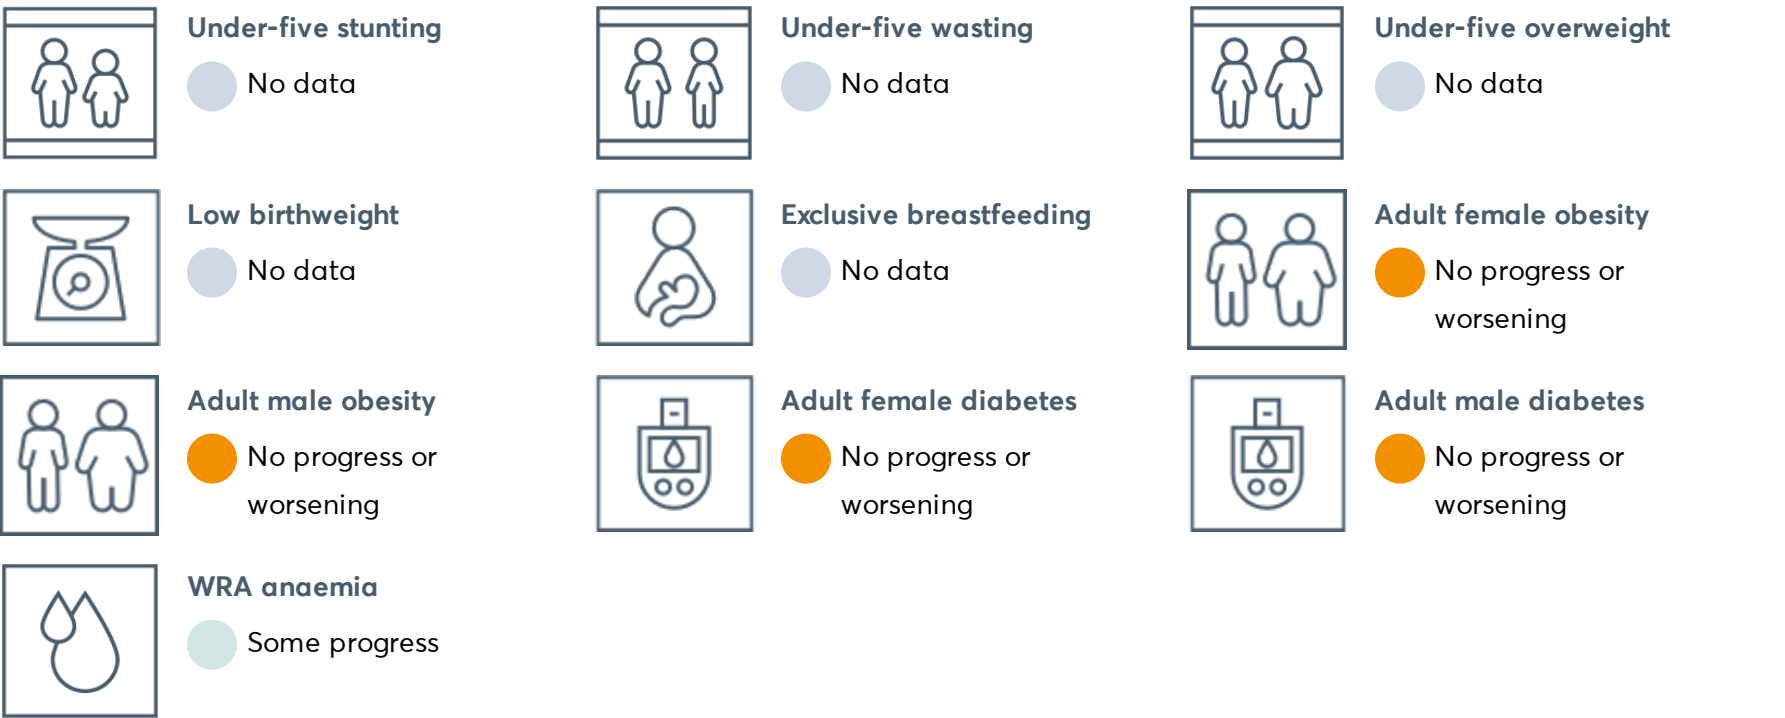 Under-five stunting
No data
Under-five wasting
No data
Under-five overweight
No data
Low birthweight
No data
Exclusive breastfeeding
No data
Adult female obesity
No progress or
worsening
Adult male obesity
No progress or
worsening
Adult female diabetes
No progress or
worsening
Adult male diabetes
No progress or
worsening
WRA anaemia
Some progress